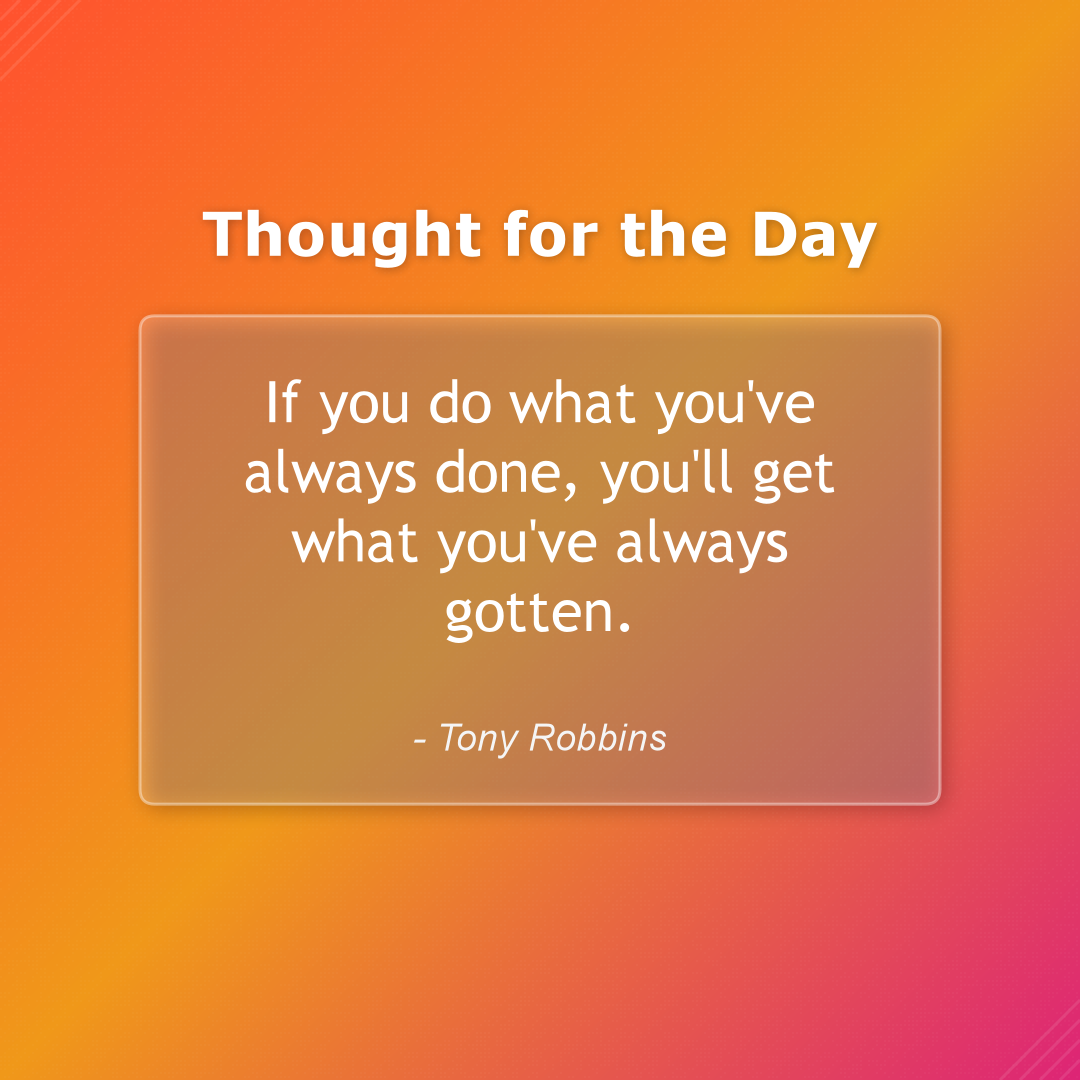 Thought for the Day
If you do what you've
always done, you'll get
what you've always
gotten.
- Tony Robbins